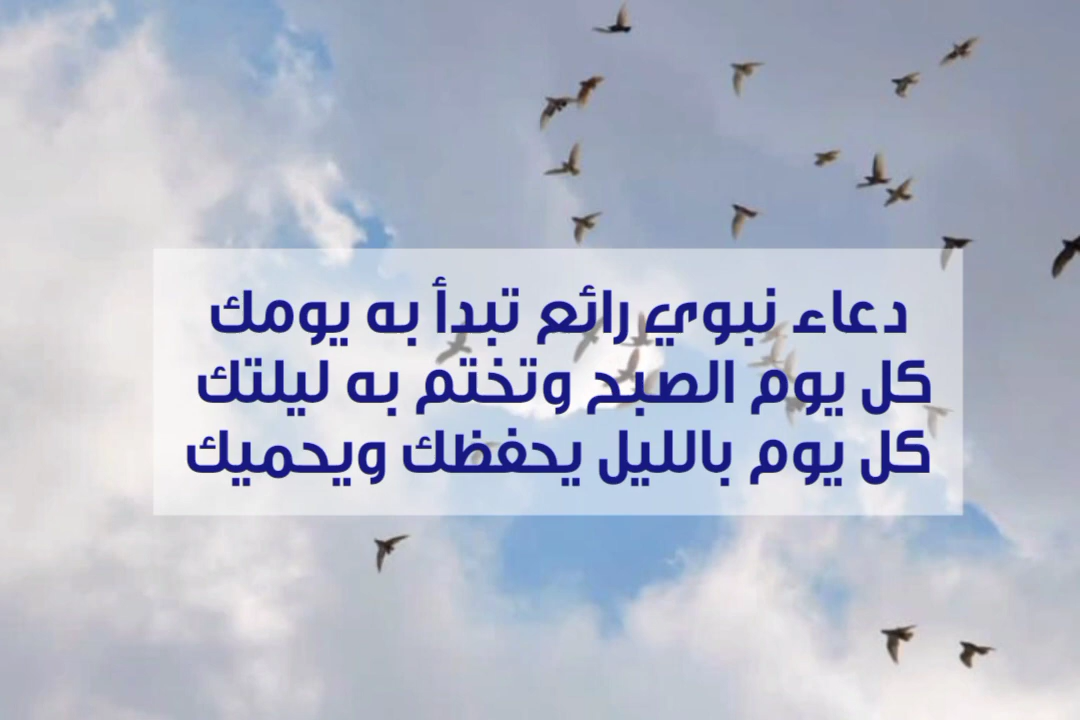 دعاء نبوي رائع تبدأ به يومك
كل يوم الصبح وتختم به ليلتك
كل يوم بالليل يحفظك ويحميك